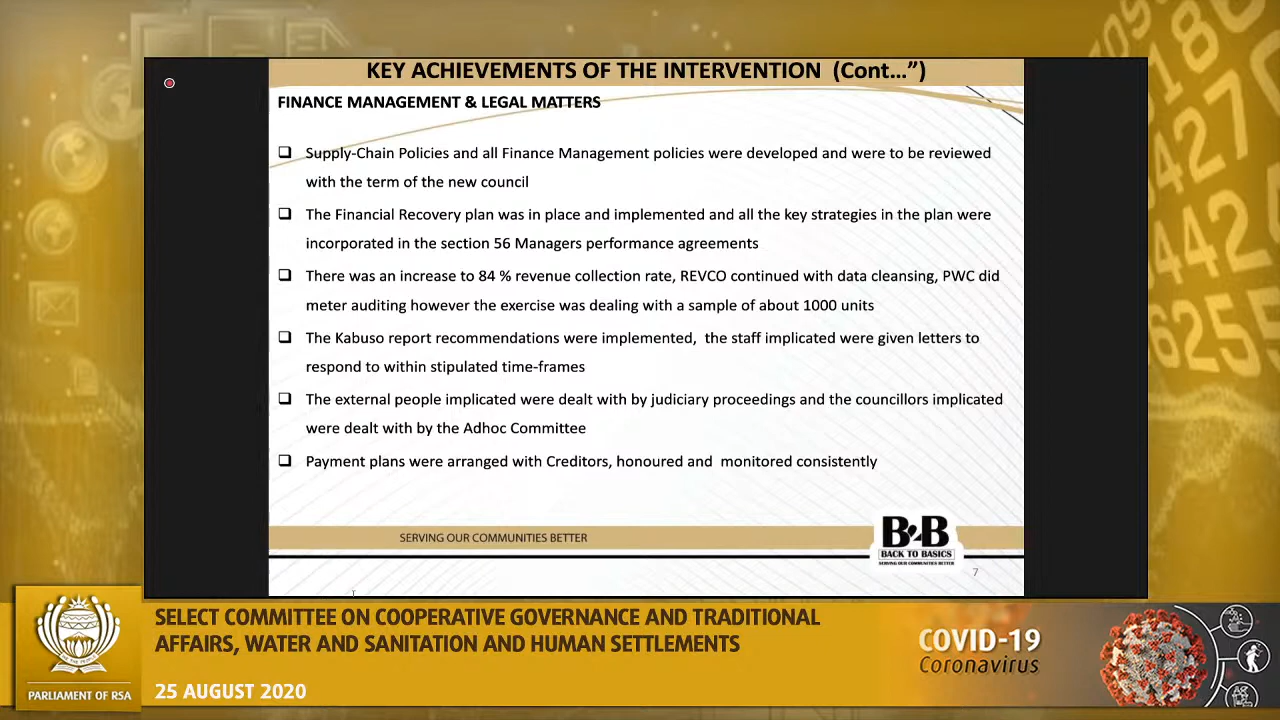 KEY ACHIEVEMENTS OF THE INTERVENTION (Cont…”)
FINANCE MANAGEMENT & LEGAL MATTERS
Supply-Chain Policies and all Finance Management policies were developed and were to be reviewed
with the term of the new council
The Financial Recovery plan was in place and implemented and all the key strategies in the plan were
incorporated in the section 56 Managers performance agreements
There was an increase to 84 % revenue collection rate, REVCO continued with data cleansing, PWC did
meter auditing however the exercise was dealing with a sample of about 1000 units
The Kabuso report recommendations were implemented, the staff implicated were given letters to
respond to within stipulated time-frames
The external people implicated were dealt with by judiciary proceedings and the councillors implicated
were dealt with by the Adhoc Committee
Payment plans were arranged with Creditors, honoured and monitored consistently
SERVING OUR COMMUNITIES BETTER
B2B
BACK TO BASICS
SERVING OUR COMMUNITIES BETTER
7
SELECT COMMITTEE ON COOPERATIVE GOVERNANCE AND TRADITIONAL
AFFAIRS, WATER AND SANITATION AND HUMAN SETTLEMENTS
25 AUGUST 2020
PARLIAMENT OF RSA
COVID-19
Coronavirus